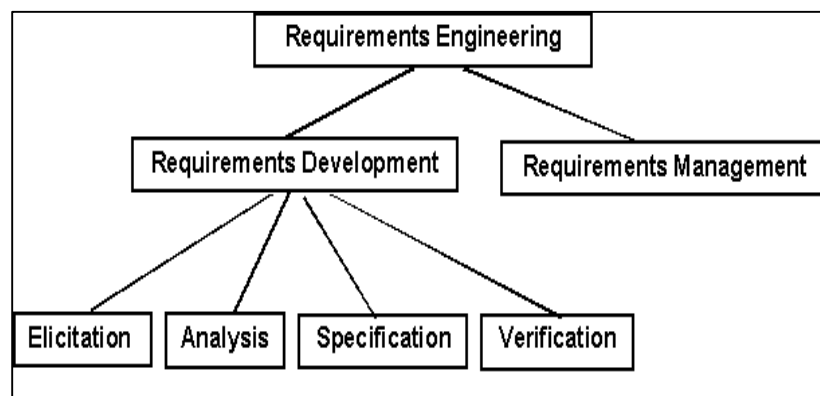 Requirements Engineering
Requirements Development
Requirements Management
Elicitation
Analysis
Specification
Verification